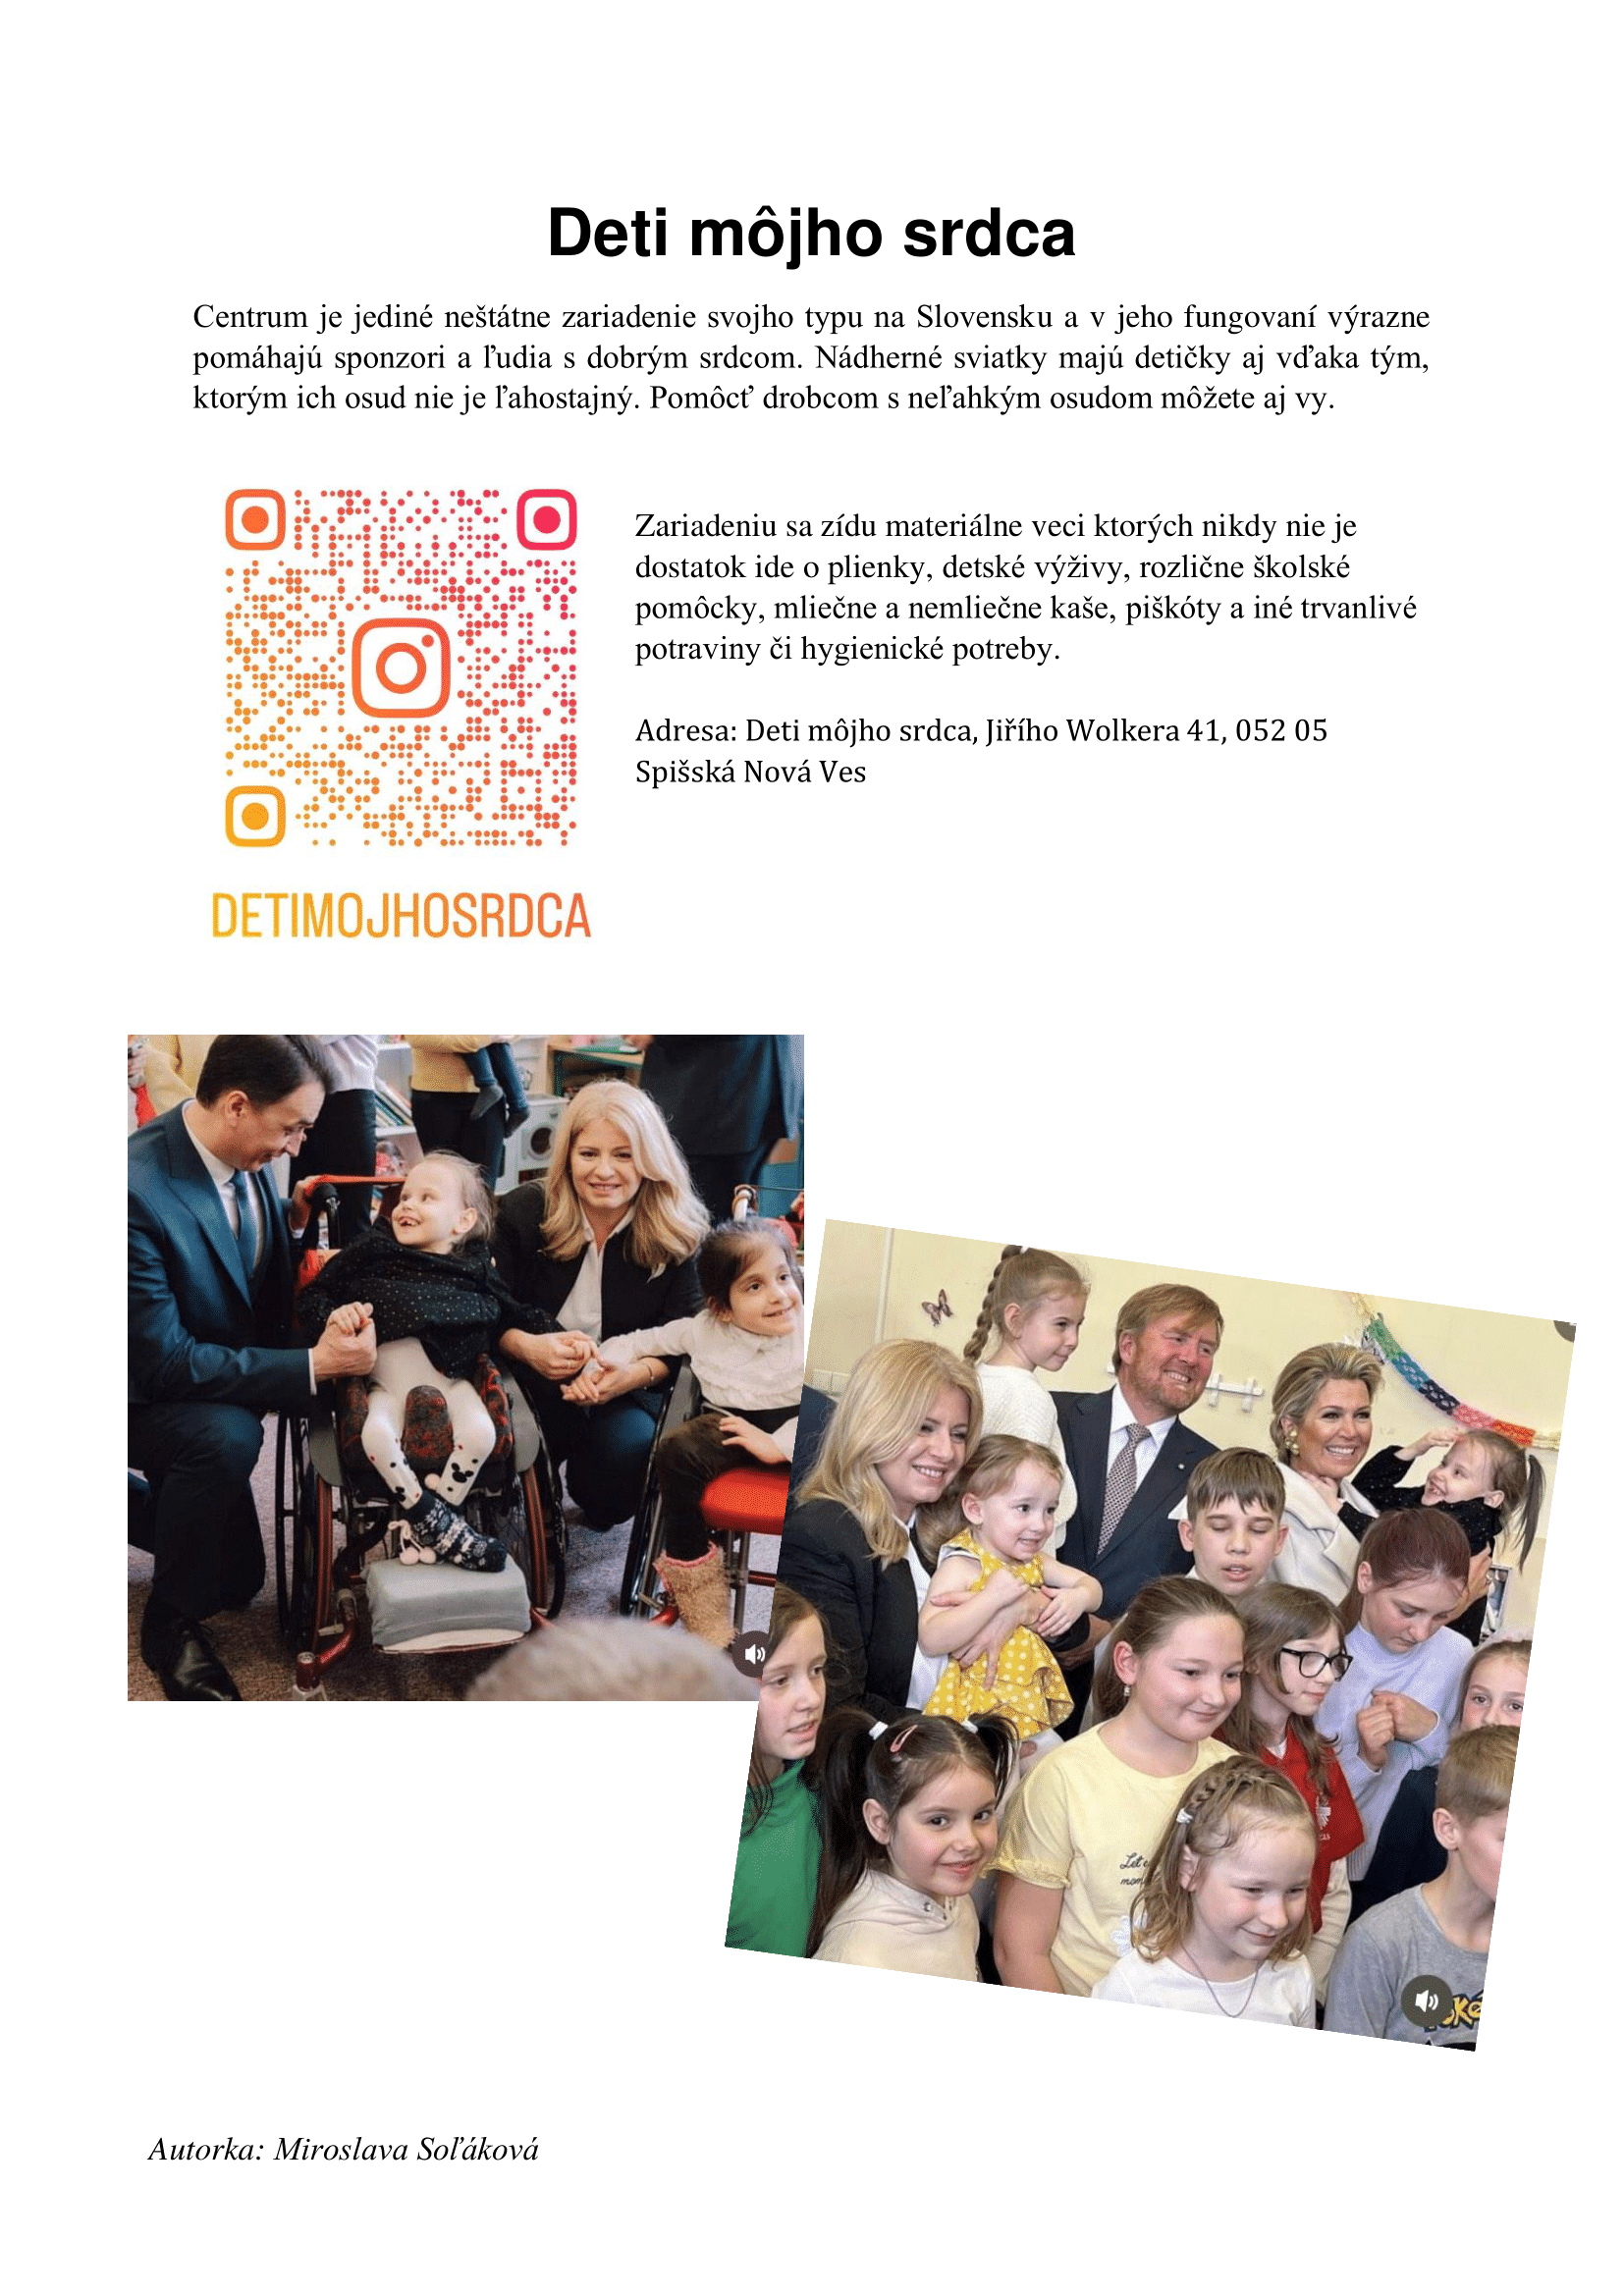 Deti môjho srdca
Centrum je jediné neštátne zariadenie svojho typu na Slovensku a v jeho fungovaní výrazne
pomáhajú sponzori a ľudia s dobrým srdcom. Nádherné sviatky majú detičky aj vďaka tým,
ktorým ich osud nie je ľahostajný. Pomôcť drobcom s neľahkým osudom môžete aj vy.
Zariadeniu sa zídu materiálne veci ktorých nikdy nie je
dostatok ide o plienky, detské výživy, rozlične školské
pomôcky, mliečne a nemliečne kaše, piškóty a iné trvanlivé
potraviny či hygienické potreby.
Adresa: Deti môjho srdca, Jiřího Wolkera 41, 052 05
Spišská Nová Ves
DETIMOJHOSRDCA
Let
Autorka: Miroslava Soľáková